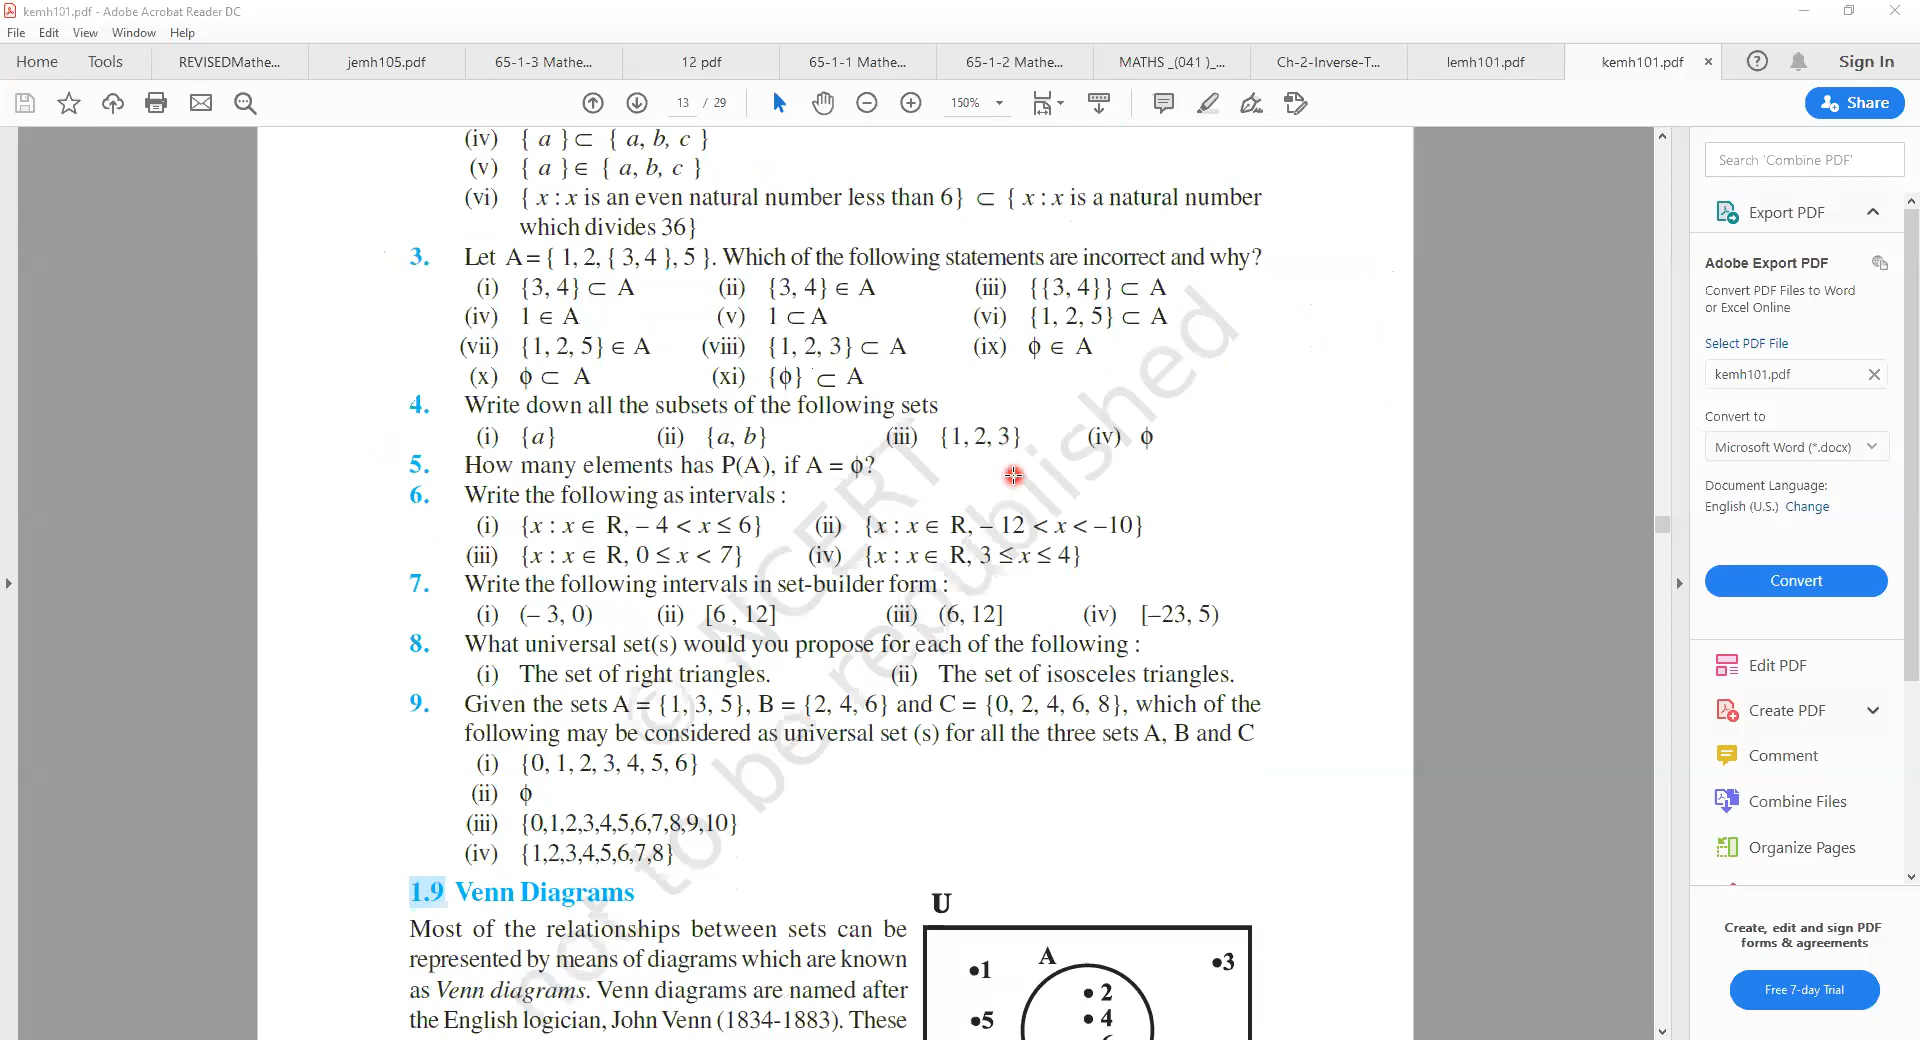 kemh101.pdf - Adobe Acrobat Reader DC
File Edit View Window Help
Home Tools REVISEDMathe... jemh105.pdf 65-1-3 Mathe... 12 pdf 65-1-1 Mathe... 65-1-2 Mathe... MATHS _(041 )_... Ch-2-Inverse-T... lemh101.pdf kemh101.pdf × Sign In
13 / 29 150% Share
(iv) { a } ⊂ { a, b, c }
(v) { a } ∈ { a, b, c }
(vi) { x : x is an even natural number less than 6} ⊂ { x : x is a natural number
which divides 36}
3. Let A = { 1, 2, { 3, 4 }, 5 }. Which of the following statements are incorrect and why?
(i) {3, 4} ⊂ A (ii) {3, 4} ∈ A (iii) {{3, 4}} ⊂ A
(iv) 1 ∈ A (v) 1 ⊂ A (vi) {1, 2, 5} ⊂ A
(vii) {1, 2, 5} ∈ A (viii) {1, 2, 3} ⊂ A (ix) ϕ ∈ A
(x) ϕ ⊂ A (xi) {ϕ} ⊂ A
4. Write down all the subsets of the following sets
(i) {a} (ii) {a, b} (iii) {1, 2, 3} (iv) ϕ
5. How many elements has P(A), if A = ϕ?
6. Write the following as intervals :
(i) {x : x ∈ R, – 4 < x ≤ 6} (ii) {x : x ∈ R, – 12 < x < –10}
(iii) {x : x ∈ R, 0 ≤ x < 7} (iv) {x : x ∈ R, 3 ≤ x ≤ 4}
7. Write the following intervals in set-builder form :
(i) (– 3, 0) (ii) [6 , 12] (iii) (6, 12] (iv) [–23, 5)
8. What universal set(s) would you propose for each of the following :
(i) The set of right triangles. (ii) The set of isosceles triangles.
9. Given the sets A = {1, 3, 5}, B = {2, 4, 6} and C = {0, 2, 4, 6, 8}, which of the
following may be considered as universal set (s) for all the three sets A, B and C
(i) {0, 1, 2, 3, 4, 5, 6}
(ii) ϕ
(iii) {0,1,2,3,4,5,6,7,8,9,10}
(iv) {1,2,3,4,5,6,7,8}
1.9 Venn Diagrams
Most of the relationships between sets can be
represented by means of diagrams which are known
as Venn diagrams. Venn diagrams are named after
the English logician, John Venn (1834-1883). These
U
A
•1
•3
• 2
•5
• 4
© NCERT
not to be republished
Search 'Combine PDF'
Export PDF
Adobe Export PDF
Convert PDF Files to Word
or Excel Online
Select PDF File
kemh101.pdf
Convert to
Microsoft Word (*.docx)
Document Language:
English (U.S.) Change
Convert
Edit PDF
Create PDF
Comment
Combine Files
Organize Pages
Create, edit and sign PDF
forms & agreements
Free 7-day Trial